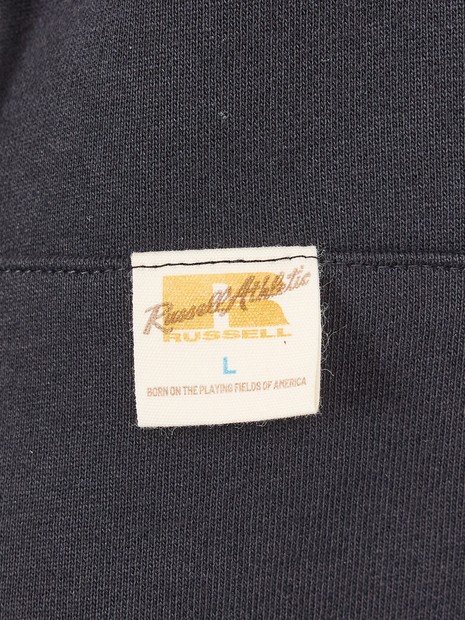 Russell Athletic
R
RUSSELL
L
BORN ON THE PLAYING FIELDS OF AMERICA